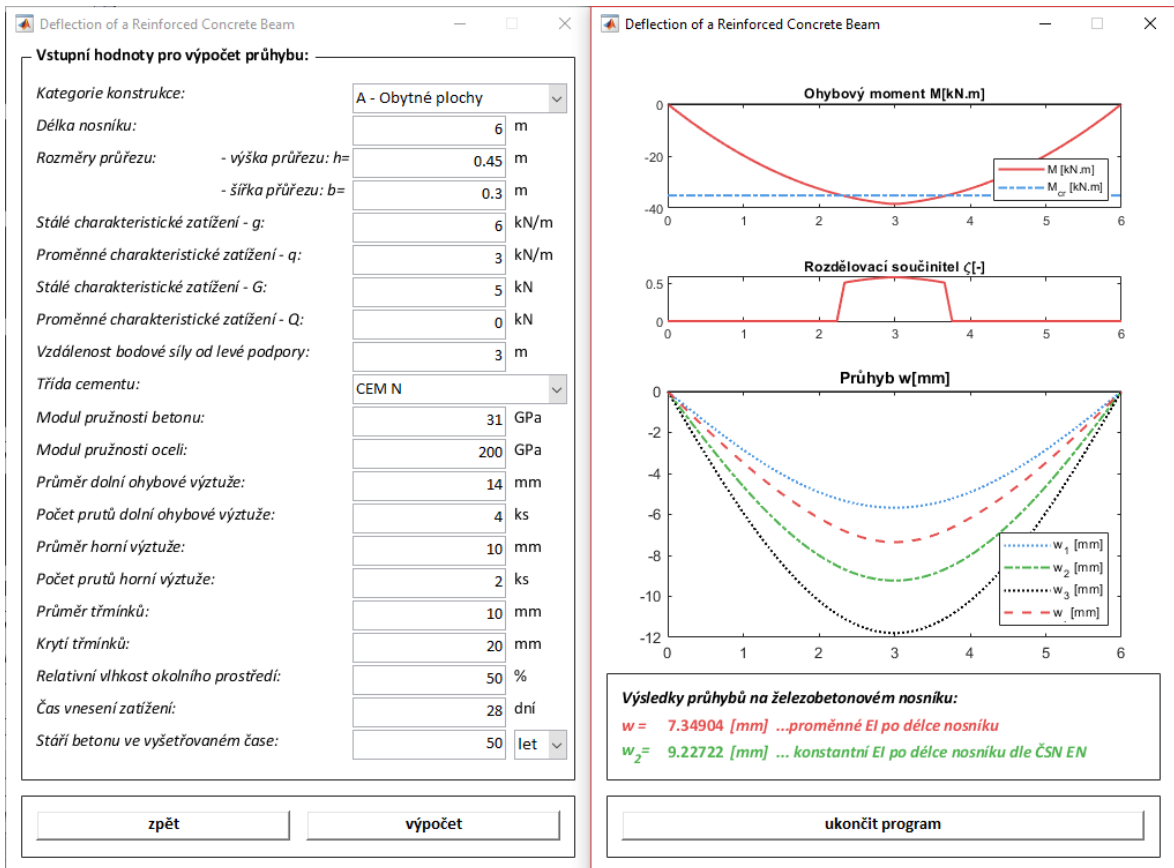 Deflection of a Reinforced Concrete Beam
Vstupní hodnoty pro výpočet průhybu:
Kategorie konstrukce: A - Obytné plochy
Délka nosníku: 6 m
Rozměry průřezu: - výška průřezu: h= 0.45 m
- šířka přůřezu: b= 0.3 m
Stálé charakteristické zatížení - g: 6 kN/m
Proměnné charakteristické zatížení - q: 3 kN/m
Stálé charakteristické zatížení - G: 5 kN
Proměnné charakteristické zatížení - Q: 0 kN
Vzdálenost bodové síly od levé podpory: 3 m
Třída cementu: CEM N
Modul pružnosti betonu: 31 GPa
Modul pružnosti oceli: 200 GPa
Průměr dolní ohybové výztuže: 14 mm
Počet prutů dolní ohybové výztuže: 4 ks
Průměr horní výztuže: 10 mm
Počet prutů horní výztuže: 2 ks
Průměr třmínků: 10 mm
Krytí třmínků: 20 mm
Relativní vlhkost okolního prostředí: 50 %
Čas vnesení zatížení: 28 dní
Stáří betonu ve vyšetřovaném čase: 50 let
zpět výpočet
Deflection of a Reinforced Concrete Beam
Ohybový moment M[kN.m]
0
-20
-40
M [kN.m]
M_cr [kN.m]
0 1 2 3 4 5 6
Rozdělovací součinitel ζ[-]
0.5
0
0 1 2 3 4 5 6
Průhyb w[mm]
0
-2
-4
-6
-8
-10
-12
w_1 [mm]
w_2 [mm]
w_3 [mm]
w [mm]
0 1 2 3 4 5 6
Výsledky průhybů na železobetonovém nosníku:
w = 7.34904 [mm] ...proměnné EI po délce nosníku
w_2= 9.22722 [mm] ... konstantní EI po délce nosníku dle ČSN EN
ukončit program